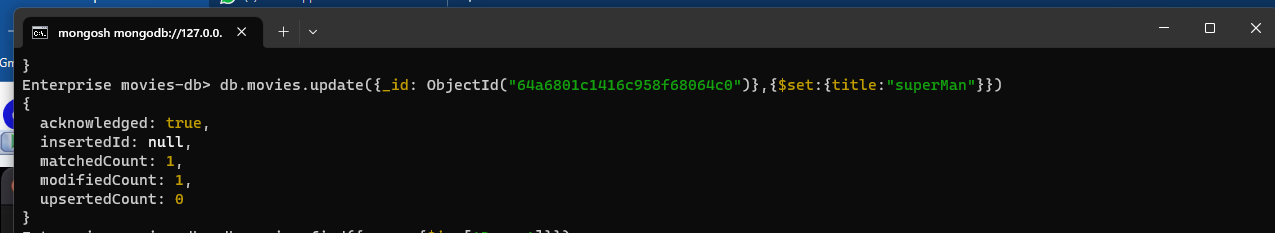 mongosh mongodb://127.0.0.
}
Enterprise movies-db> db.movies.update({_id: ObjectId("64a6801c1416c958f68064c0")},{$set:{title:"superMan"}})
{
  acknowledged: true,
  insertedId: null,
  matchedCount: 1,
  modifiedCount: 1,
  upsertedCount: 0
}